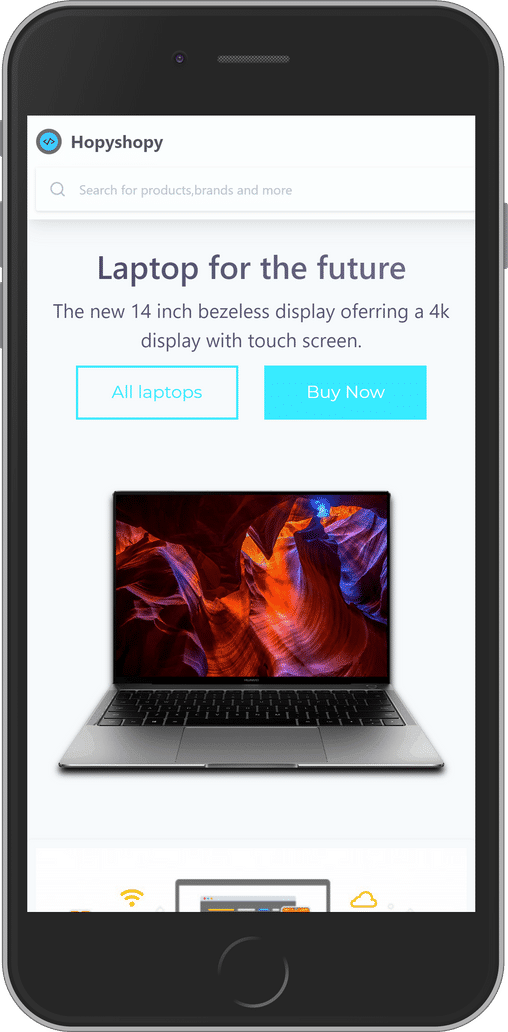 Hopyshopy
Search for products,brands and more
Laptop for the future
The new 14 inch bezeless display oferring a 4k
display with touch screen.
All laptops
Buy Now